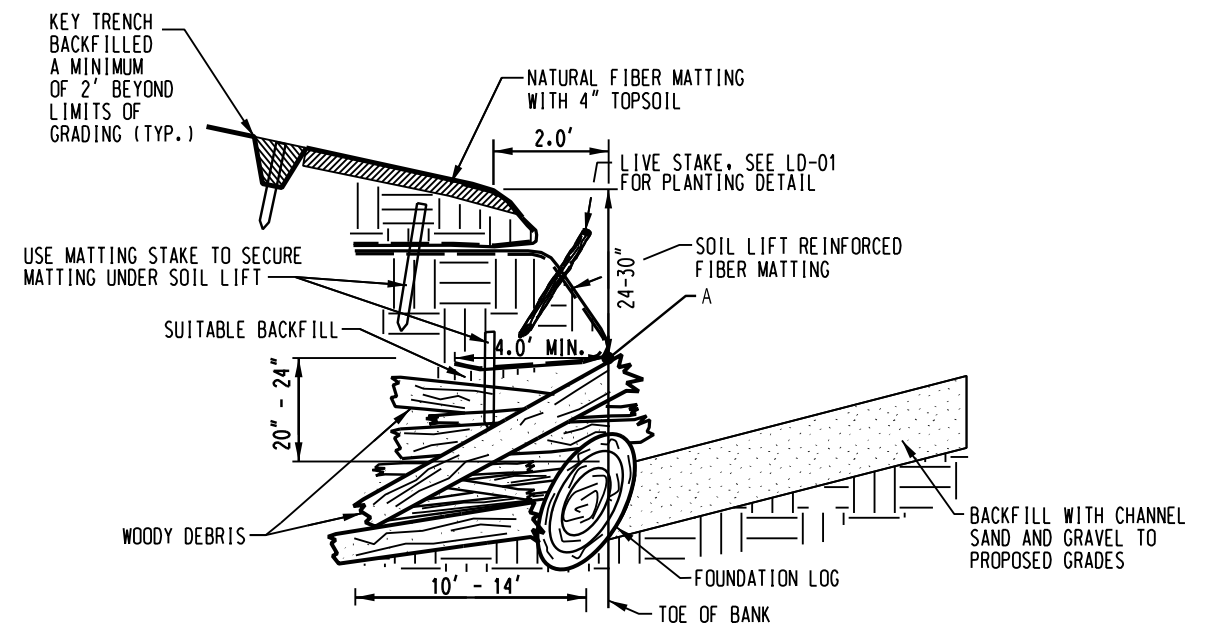 KEY TRENCH
BACKFILLED
A MINIMUM
OF 2' BEYOND
LIMITS OF
GRADING (TYP.)
NATURAL FIBER MATTING
WITH 4" TOPSOIL
2.0'
LIVE STAKE, SEE LD-01
FOR PLANTING DETAIL
USE MATTING STAKE TO SECURE
MATTING UNDER SOIL LIFT
SOIL LIFT REINFORCED
FIBER MATTING
24-30"
A
SUITABLE BACKFILL
4.0' MIN.
20" - 24"
WOODY DEBRIS
BACKFILL WITH CHANNEL
SAND AND GRAVEL TO
PROPOSED GRADES
FOUNDATION LOG
10' - 14'
TOE OF BANK